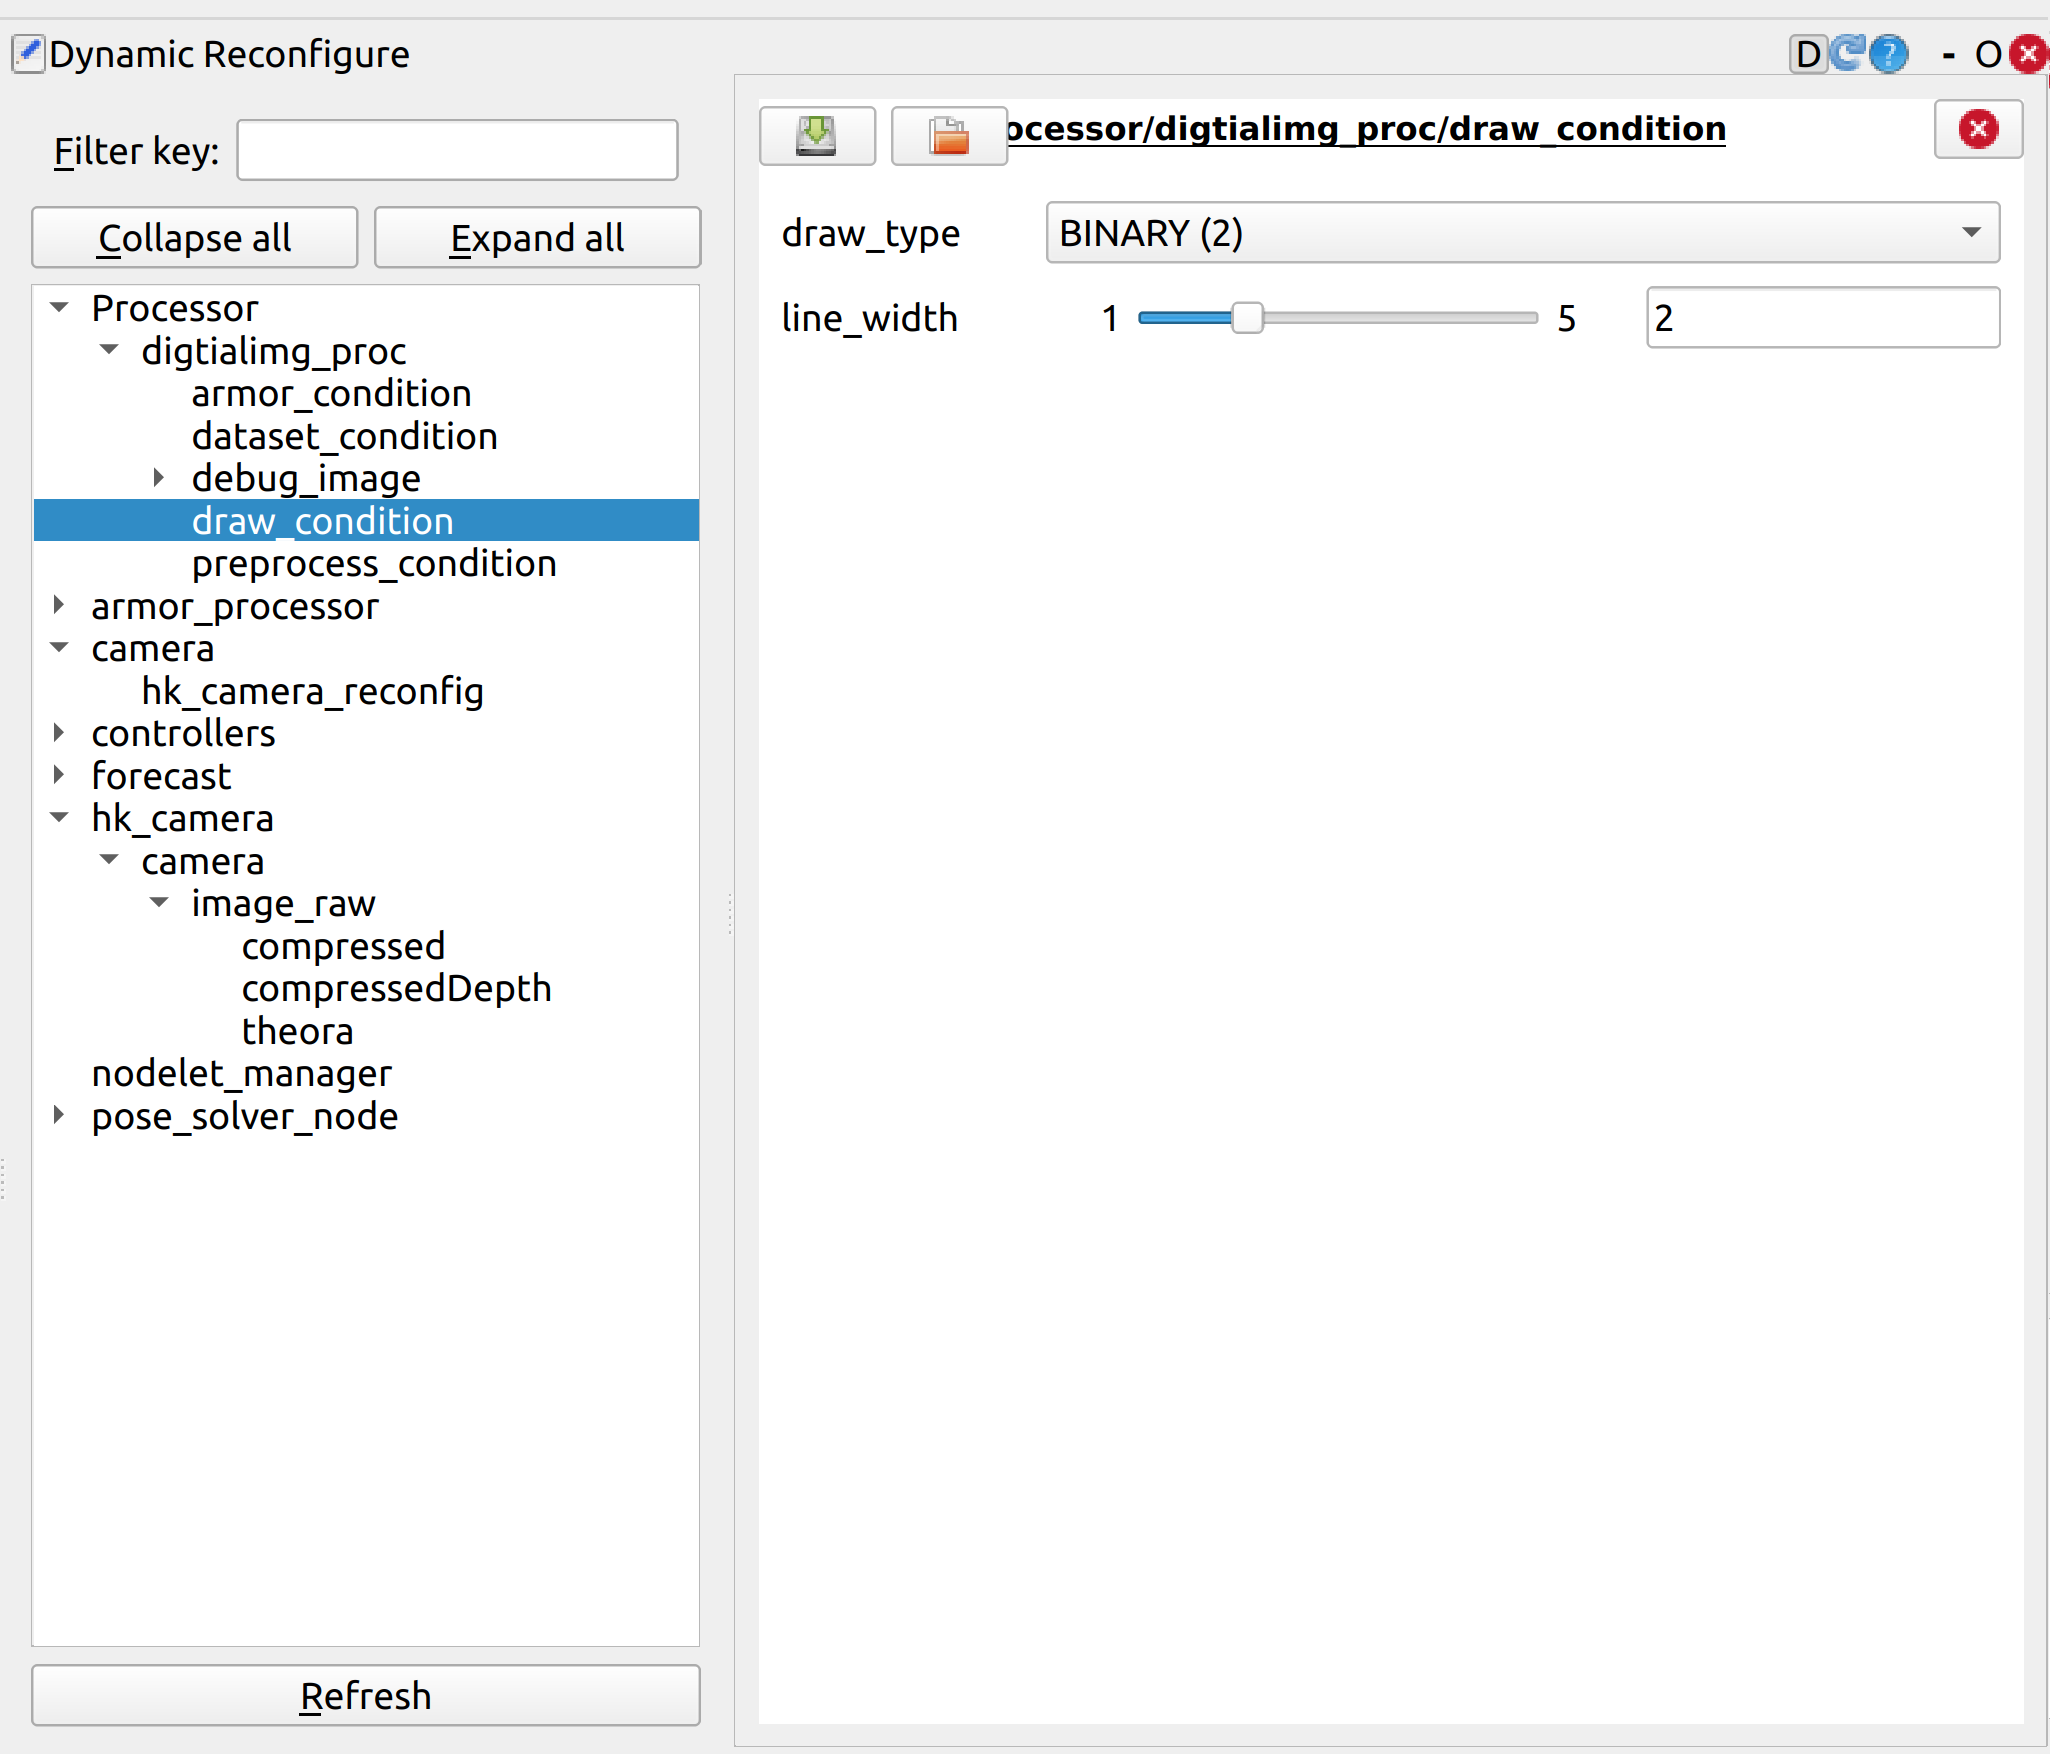 Dynamic Reconfigure
D
- O
Filter key:
Collapse all
Expand all
Processor
digtialimg_proc
armor_condition
dataset_condition
debug_image
draw_condition
preprocess_condition
armor_processor
camera
hk_camera_reconfig
controllers
forecast
hk_camera
camera
image_raw
compressed
compressedDepth
theora
nodelet_manager
pose_solver_node
Refresh
ocessor/digtialimg_proc/draw_condition
draw_type BINARY (2)
line_width 1 5 2